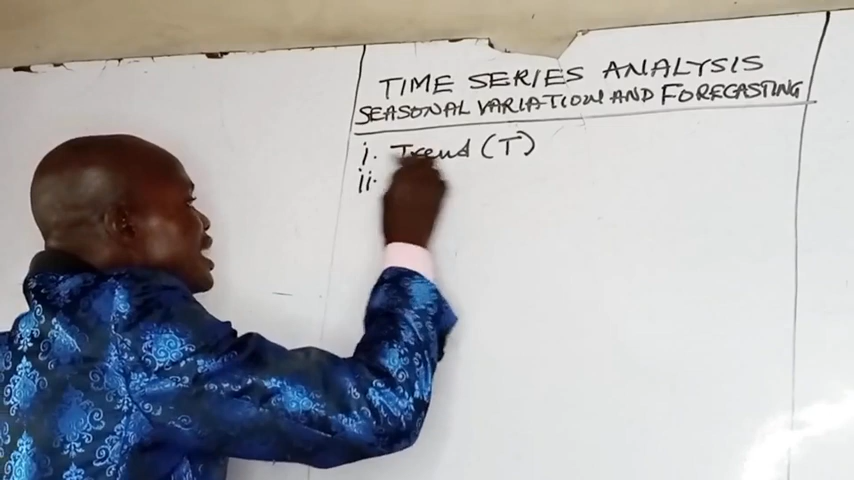 TIME SERIES ANALYSIS
SEASONAL VARIATION AND FORECASTING
i. Trend (T)
ii.